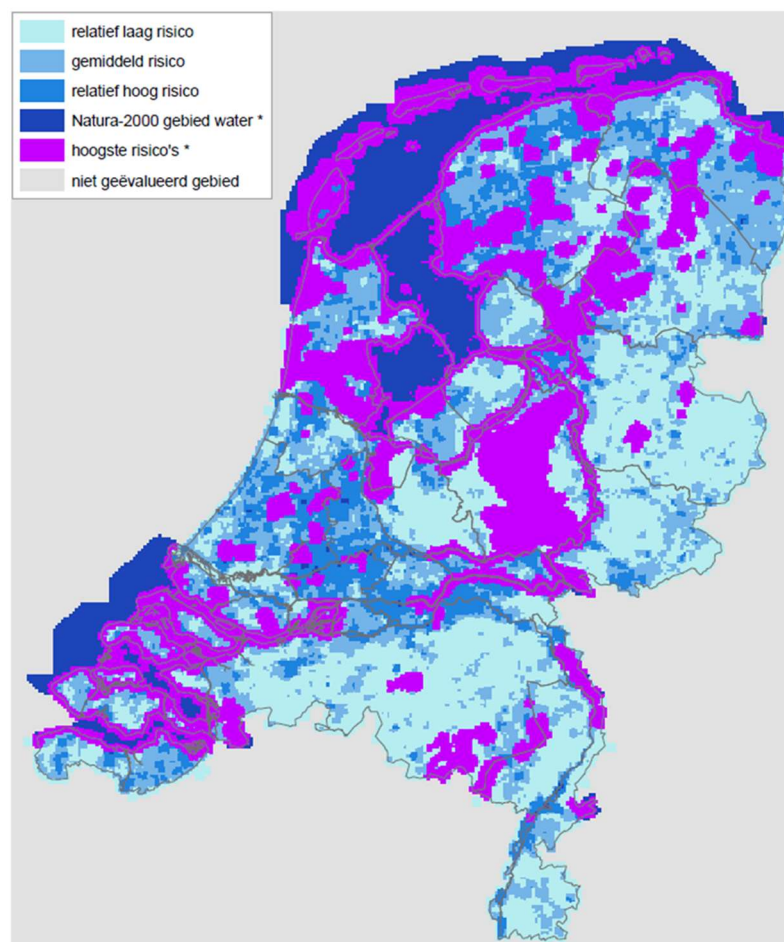 relatief laag risico
gemiddeld risico
relatief hoog risico
Natura-2000 gebied water *
hoogste risico's *
niet geëvalueerd gebied